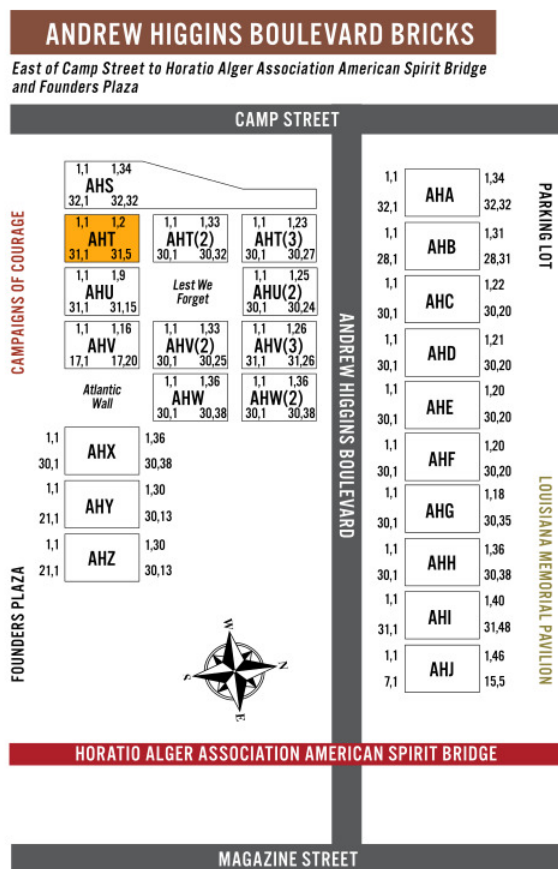 ANDREW HIGGINS BOULEVARD BRICKS
East of Camp Street to Horatio Alger Association American Spirit Bridge
and Founders Plaza
CAMP STREET
1,1 1,34
AHS
32,1 32,32
1,1 1,2
AHT
31,1 31,5
1,1 1,33
AHT(2)
30,1 30,32
1,1 1,23
AHT(3)
30,1 30,27
1,1 1,9
AHU
31,1 31,15
Lest We
Forget
1,1 1,25
AHU(2)
30,1 30,24
1,1 1,16
AHV
17,1 17,20
1,1 1,33
AHV(2)
30,1 30,25
1,1 1,26
AHV(3)
31,1 31,26
Atlantic
Wall
1,1 1,36
AHW
30,1 30,38
1,1 1,36
AHW(2)
30,1 30,38
1,1 1,36
AHX
30,1 30,38
1,1 1,30
AHY
21,1 30,13
1,1 1,30
AHZ
21,1 30,13
CAMPAIGNS OF COURAGE
FOUNDERS PLAZA
W
N
S
E
ANDREW HIGGINS BOULEVARD
1,1 1,34
AHA
32,1 32,32
1,1 1,31
AHB
28,1 28,31
1,1 1,22
AHC
30,1 30,20
1,1 1,21
AHD
30,1 30,20
1,1 1,20
AHE
30,1 30,20
1,1 1,20
AHF
30,1 30,20
1,1 1,18
AHG
30,1 30,35
1,1 1,36
AHH
30,1 30,38
1,1 1,40
AHI
31,1 31,48
1,1 1,46
AHJ
7,1 15,5
PARKING LOT
LOUISIANA MEMORIAL PAVILION
HORATIO ALGER ASSOCIATION AMERICAN SPIRIT BRIDGE
MAGAZINE STREET